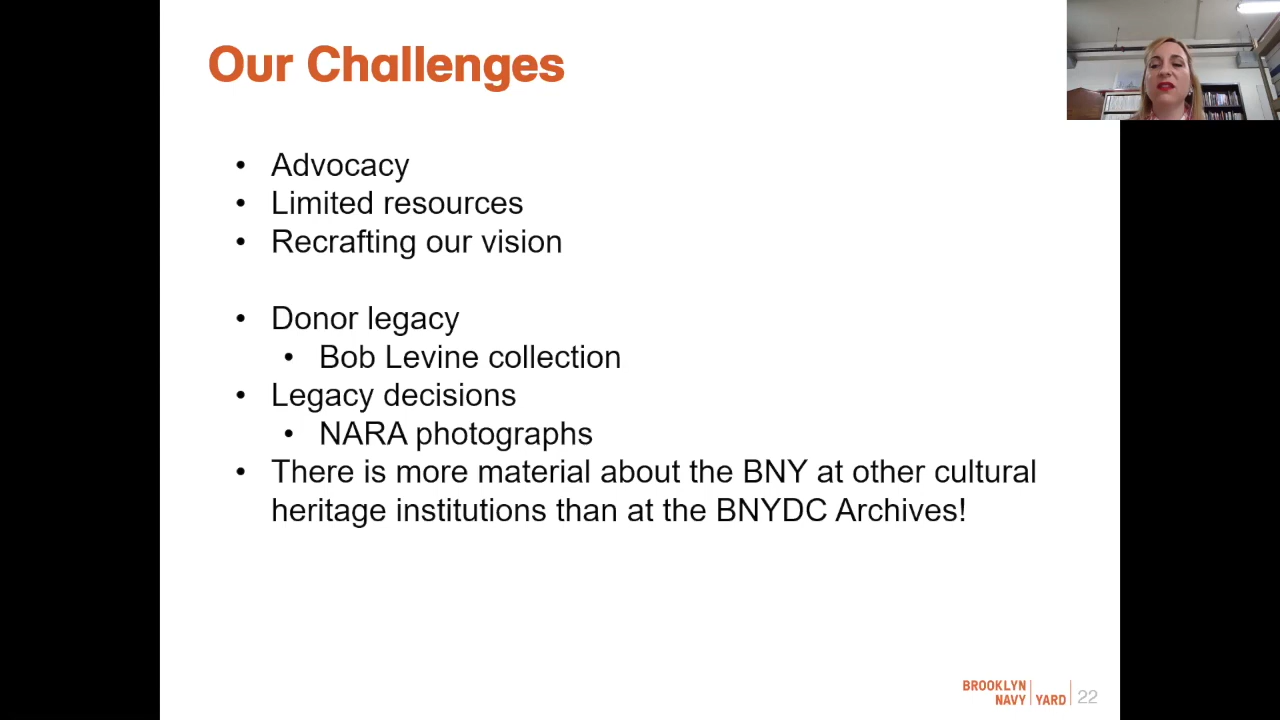 Our Challenges
• Advocacy
• Limited resources
• Recrafting our vision
• Donor legacy
• Bob Levine collection
• Legacy decisions
• NARA photographs
• There is more material about the BNY at other cultural
heritage institutions than at the BNYDC Archives!
BROOKLYN
NAVY YARD 22